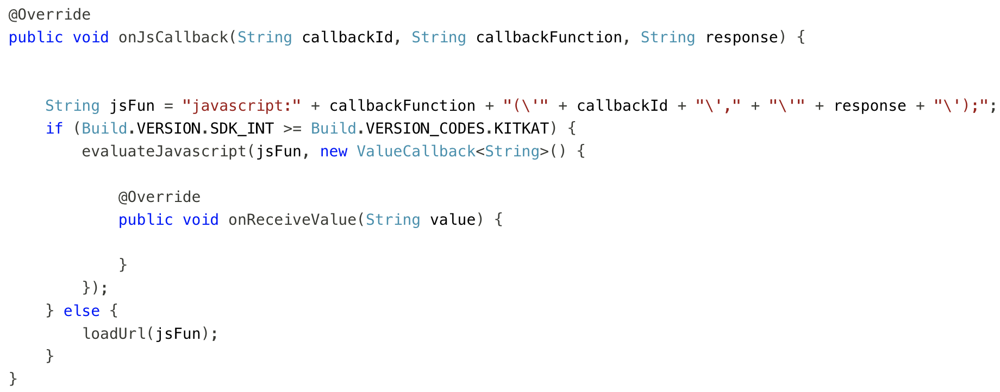 @Override
public void onJsCallback(String callbackId, String callbackFunction, String response) {
    String jsFun = "javascript:" + callbackFunction + "(\'" + callbackId + "\'," + "\'" + response + "\');";
    if (Build.VERSION.SDK_INT >= Build.VERSION_CODES.KITKAT) {
        evaluateJavascript(jsFun, new ValueCallback<String>() {
            @Override
            public void onReceiveValue(String value) {
            }
        });
    } else {
        loadUrl(jsFun);
    }
}